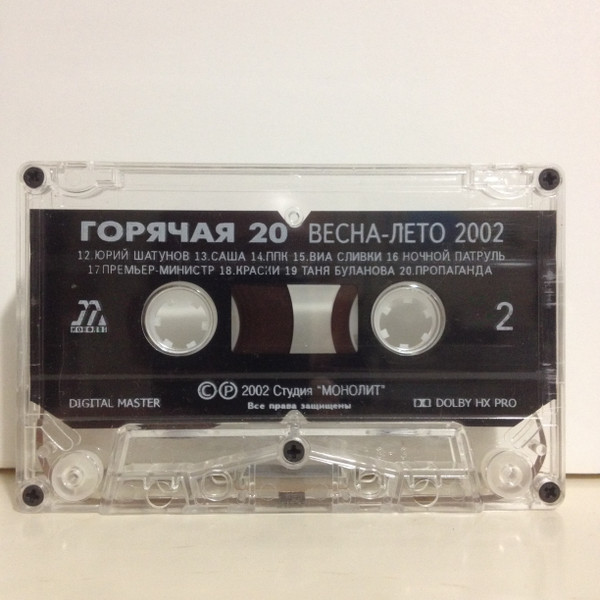 ГОРЯЧАЯ 20 ВЕСНА-ЛЕТО 2002
12.ЮРИЙ ШАТУНОВ 13.САША 14.ППК 15.ВИА СЛИВКИ 16 НОЧНОЙ ПАТРУЛЬ
17 ПРЕМЬЕР-МИНИСТР 18.КРАСКИ 19 ТАНЯ БУЛАНОВА 20.ПРОПАГАНДА
2
©℗ 2002 Студия "МОНОЛИТ"
Все права защищены
DIGITAL MASTER
DOLBY HX PRO